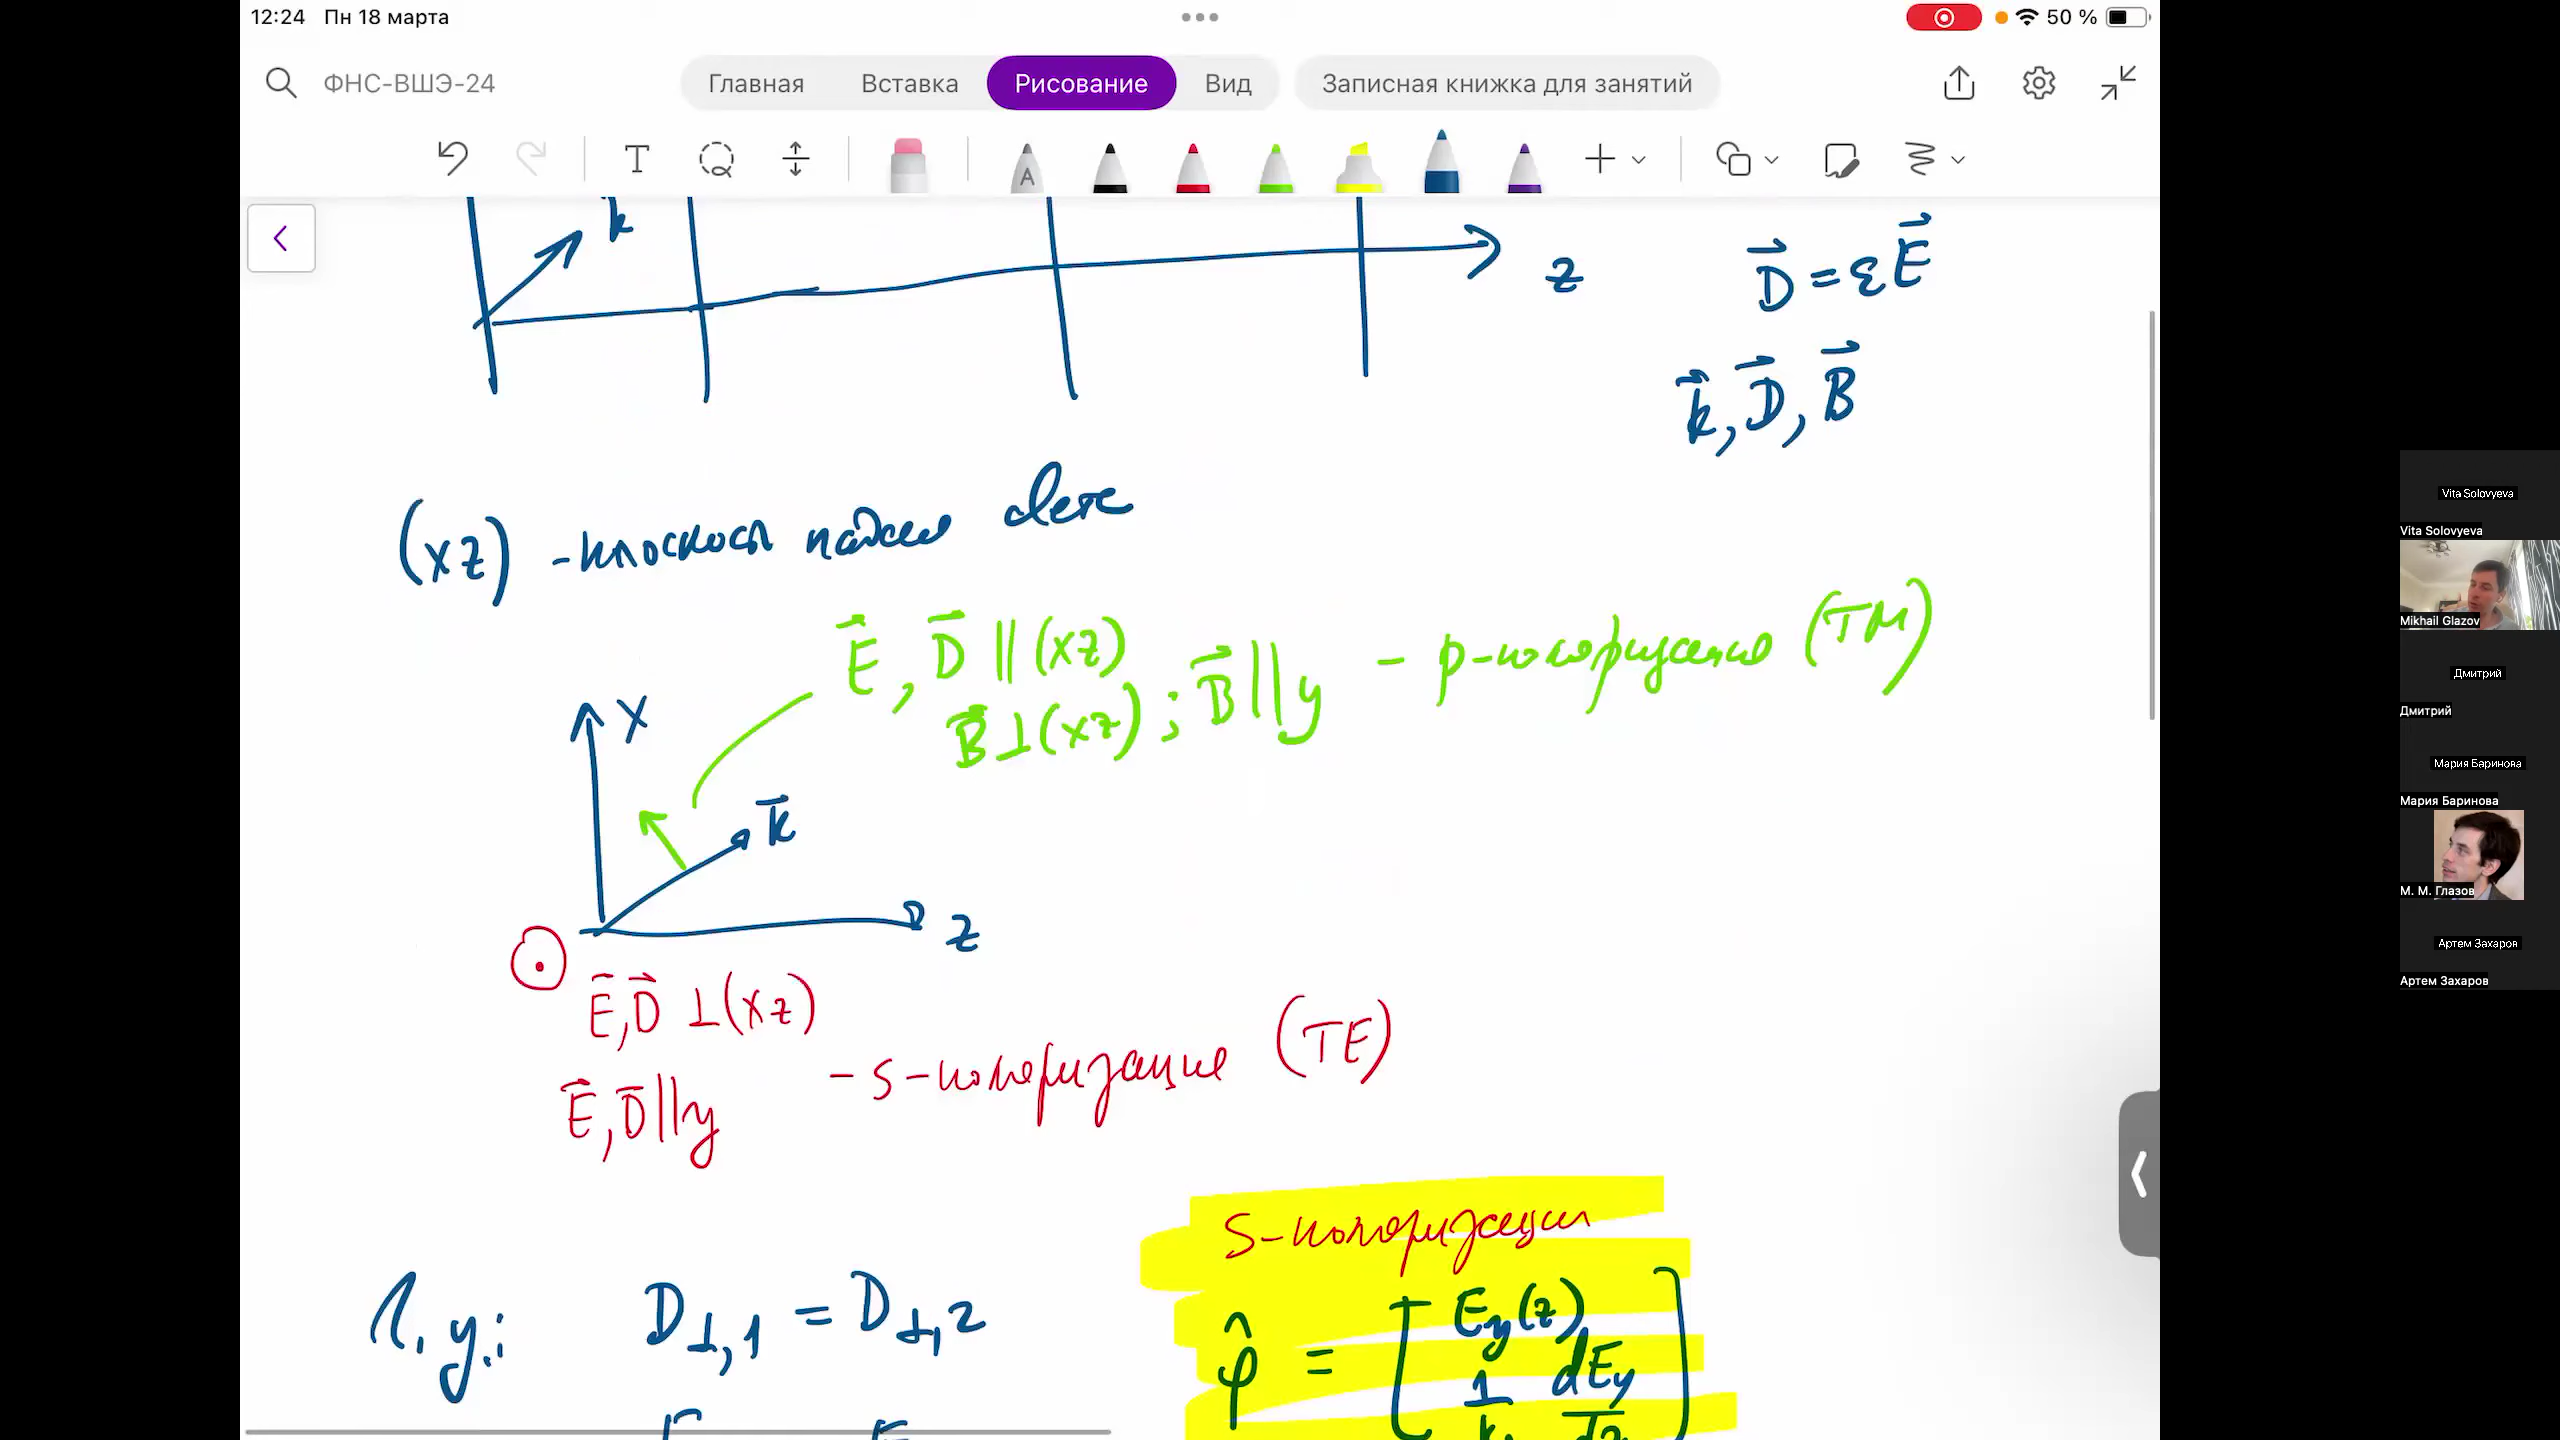 12:24 Пн 18 марта
50 %
ФНС-ВШЭ-24
Главная Вставка Рисование Вид Записная книжка для занятий
T A
k
z
D = εE
k, D, B
(xz) - плоскость падения света
E, D || (xz)
B ⊥ (xz) ; B || y - p-поляризация (TM)
x
k
z
E, D ⊥ (xz)
E, D || y - s-поляризация (TE)
s-поляризация
Г. у.: D⊥,1 = D⊥,2
φ̂ = [ Ey(z)
1 dEy
Vita Solovyeva
Vita Solovyeva
Mikhail Glazov
Дмитрий
Дмитрий
Мария Баринова
Мария Баринова
М. М. Глазов
Артем Захаров
Артем Захаров